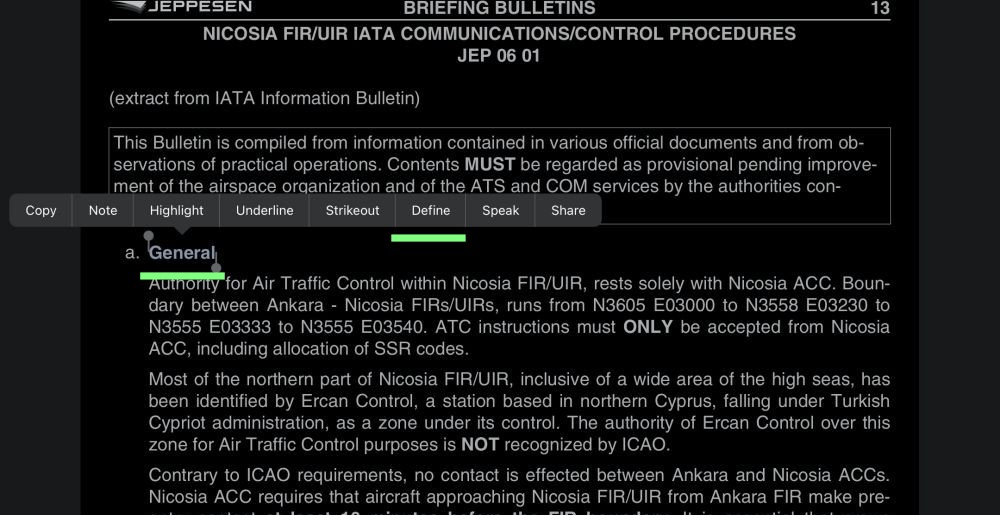 JEPPESEN
BRIEFING BULLETINS
13
NICOSIA FIR/UIR IATA COMMUNICATIONS/CONTROL PROCEDURES
JEP 06 01
(extract from IATA Information Bulletin)
This Bulletin is compiled from information contained in various official documents and from ob-
servations of practical operations. Contents MUST be regarded as provisional pending improve-
ment of the airspace organization and of the ATS and COM services by the authorities con-
Copy Note Highlight Underline Strikeout Define Speak Share
a. General
Authority for Air Traffic Control within Nicosia FIR/UIR, rests solely with Nicosia ACC. Boun-
dary between Ankara - Nicosia FIRs/UIRs, runs from N3605 E03000 to N3558 E03230 to
N3555 E03333 to N3555 E03540. ATC instructions must ONLY be accepted from Nicosia
ACC, including allocation of SSR codes.
Most of the northern part of Nicosia FIR/UIR, inclusive of a wide area of the high seas, has
been identified by Ercan Control, a station based in northern Cyprus, falling under Turkish
Cypriot administration, as a zone under its control. The authority of Ercan Control over this
zone for Air Traffic Control purposes is NOT recognized by ICAO.
Contrary to ICAO requirements, no contact is effected between Ankara and Nicosia ACCs.
Nicosia ACC requires that aircraft approaching Nicosia FIR/UIR from Ankara FIR make pre-